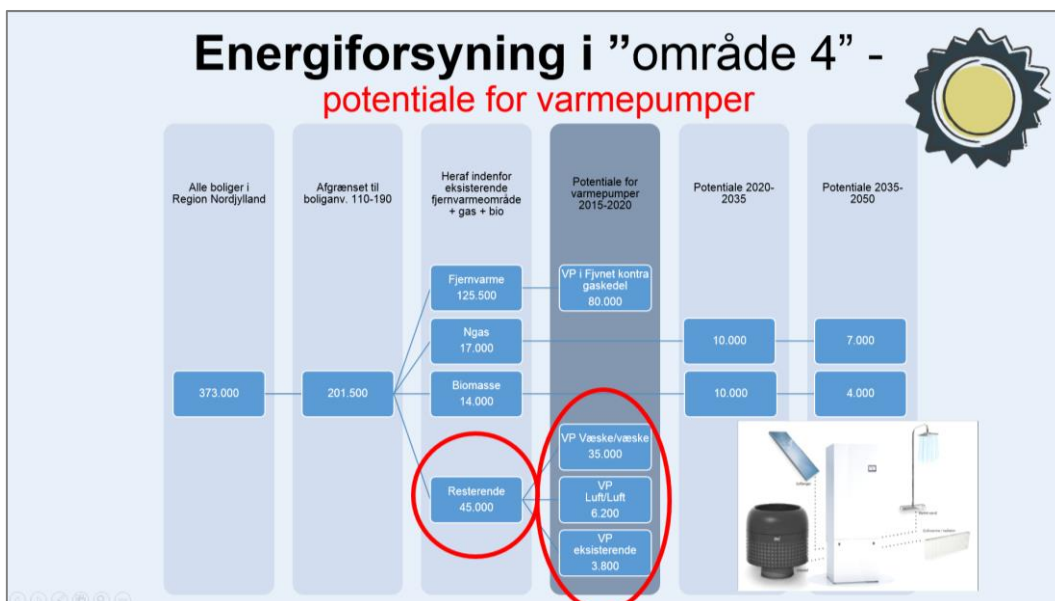 Energiforsyning i ”område 4” -
potentiale for varmepumper
Alle boliger i
Region Nordjylland
Afgrænset til
boliganv. 110-190
Heraf indenfor
eksisterende
fjernvarmeområde
+ gas + bio
Potentiale for
varmepumper
2015-2020
Potentiale 2020-
2035
Potentiale 2035-
2050
Fjernvarme
125.500
VP i Fjvnet kontra
gaskedel
80.000
Ngas
17.000
10.000
7.000
373.000
201.500
Biomasse
14.000
10.000
4.000
VP Væske/væske
35.000
Resterende
45.000
VP
Luft/Luft
6.200
VP
eksisterende
3.800